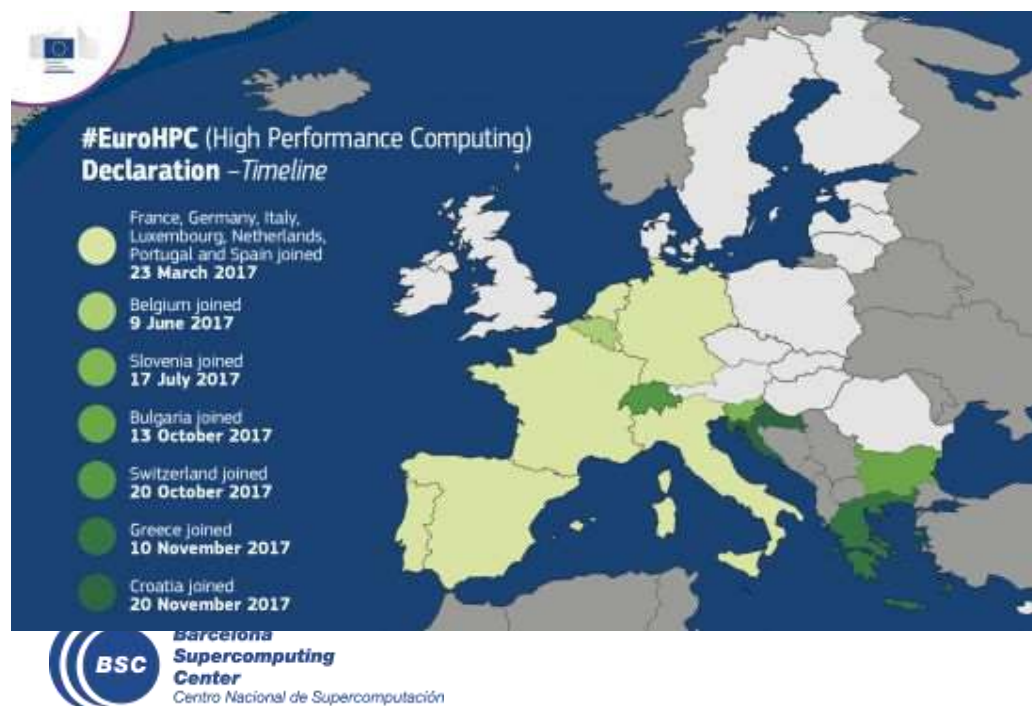 #EuroHPC (High Performance Computing)
Declaration –Timeline
France, Germany, Italy,
Luxembourg, Netherlands,
Portugal and Spain joined
23 March 2017
Belgium joined
9 June 2017
Slovenia joined
17 July 2017
Bulgaria joined
13 October 2017
Switzerland joined
20 October 2017
Greece joined
10 November 2017
Croatia joined
20 November 2017
BSC
Barcelona
Supercomputing
Center
Centro Nacional de Supercomputación